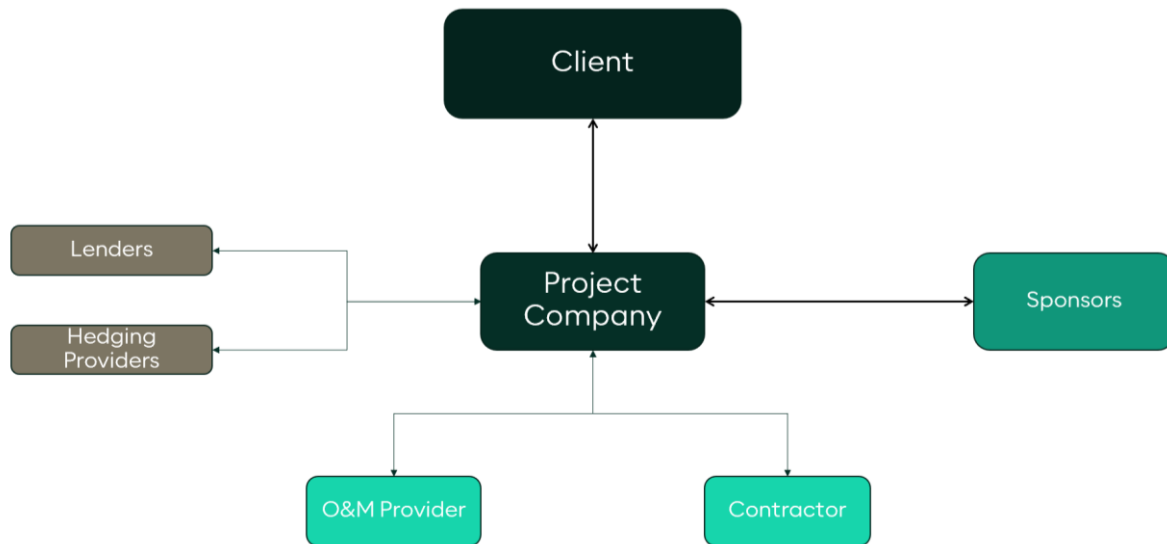 Client
Lenders
Project
Company
Sponsors
Hedging
Providers
O&M Provider
Contractor